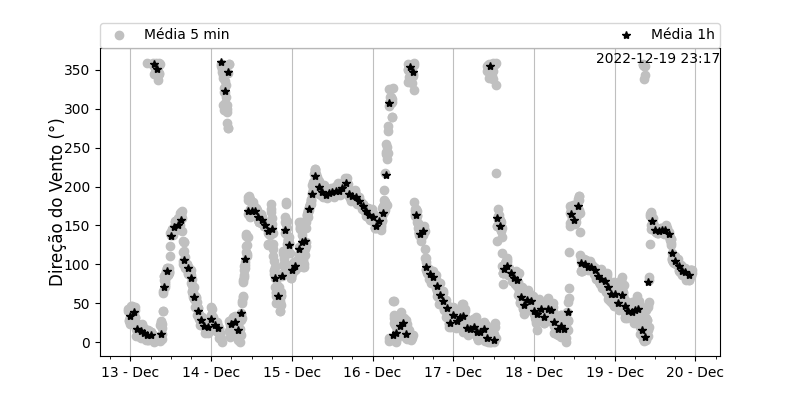 Média 5 min
Média 1h
2022-12-19 23:17
Direção do Vento (°)
350
300
250
200
150
100
50
0
13 - Dec
14 - Dec
15 - Dec
16 - Dec
17 - Dec
18 - Dec
19 - Dec
20 - Dec